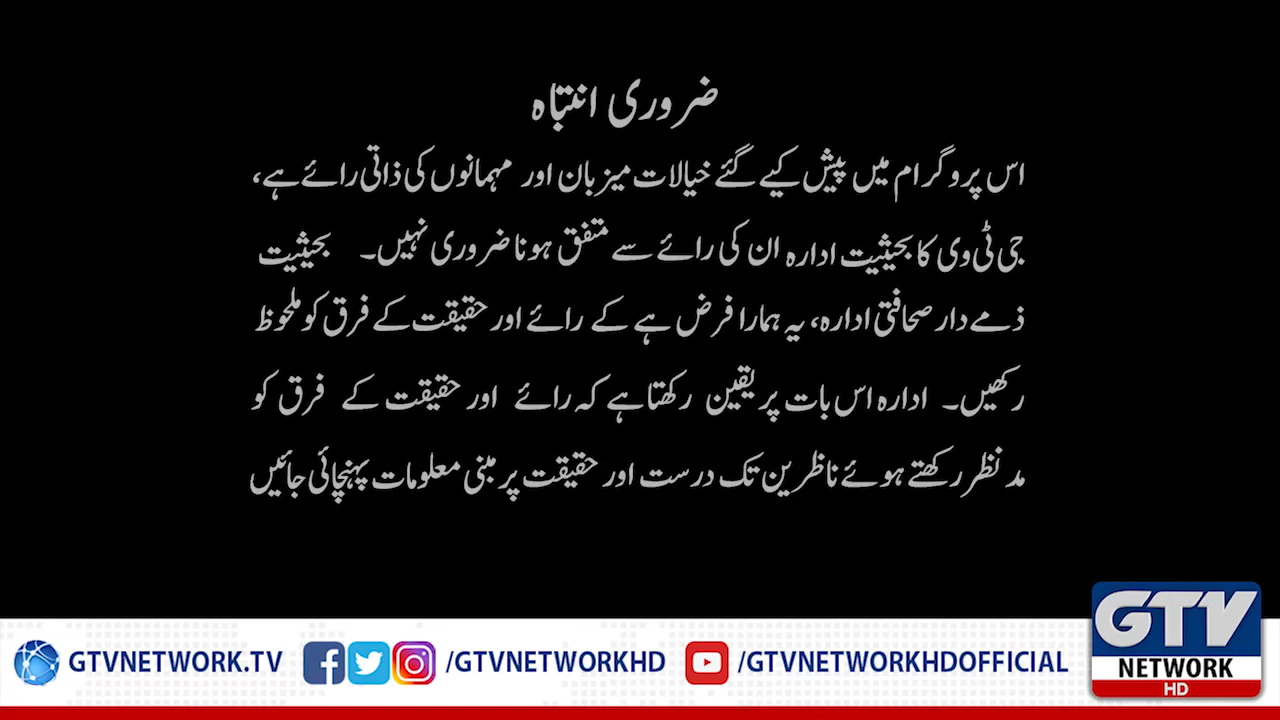 ضروری انتباہ
اس پروگرام میں پیش کیے گئے خیالات میزبان اور مہمانوں کی ذاتی رائے ہے،
جی ٹی وی کا بحیثیت ادارہ ان کی رائے سے متفق ہونا ضروری نہیں۔ بحیثیت
ذمے دار صحافتی ادارہ، یہ ہمارا فرض ہے کے رائے اور حقیقت کے فرق کو ملحوظ
رکھیں۔ ادارہ اس بات پر یقین رکھتا ہے کہ رائے اور حقیقت کے فرق کو
مد نظر رکھتے ہوئے ناظرین تک درست اور حقیقت پر مبنی معلومات پہنچائی جائیں
GTVNETWORK.TV /GTVNETWORKHD /GTVNETWORKHDOFFICIAL
GTV
NETWORK
HD